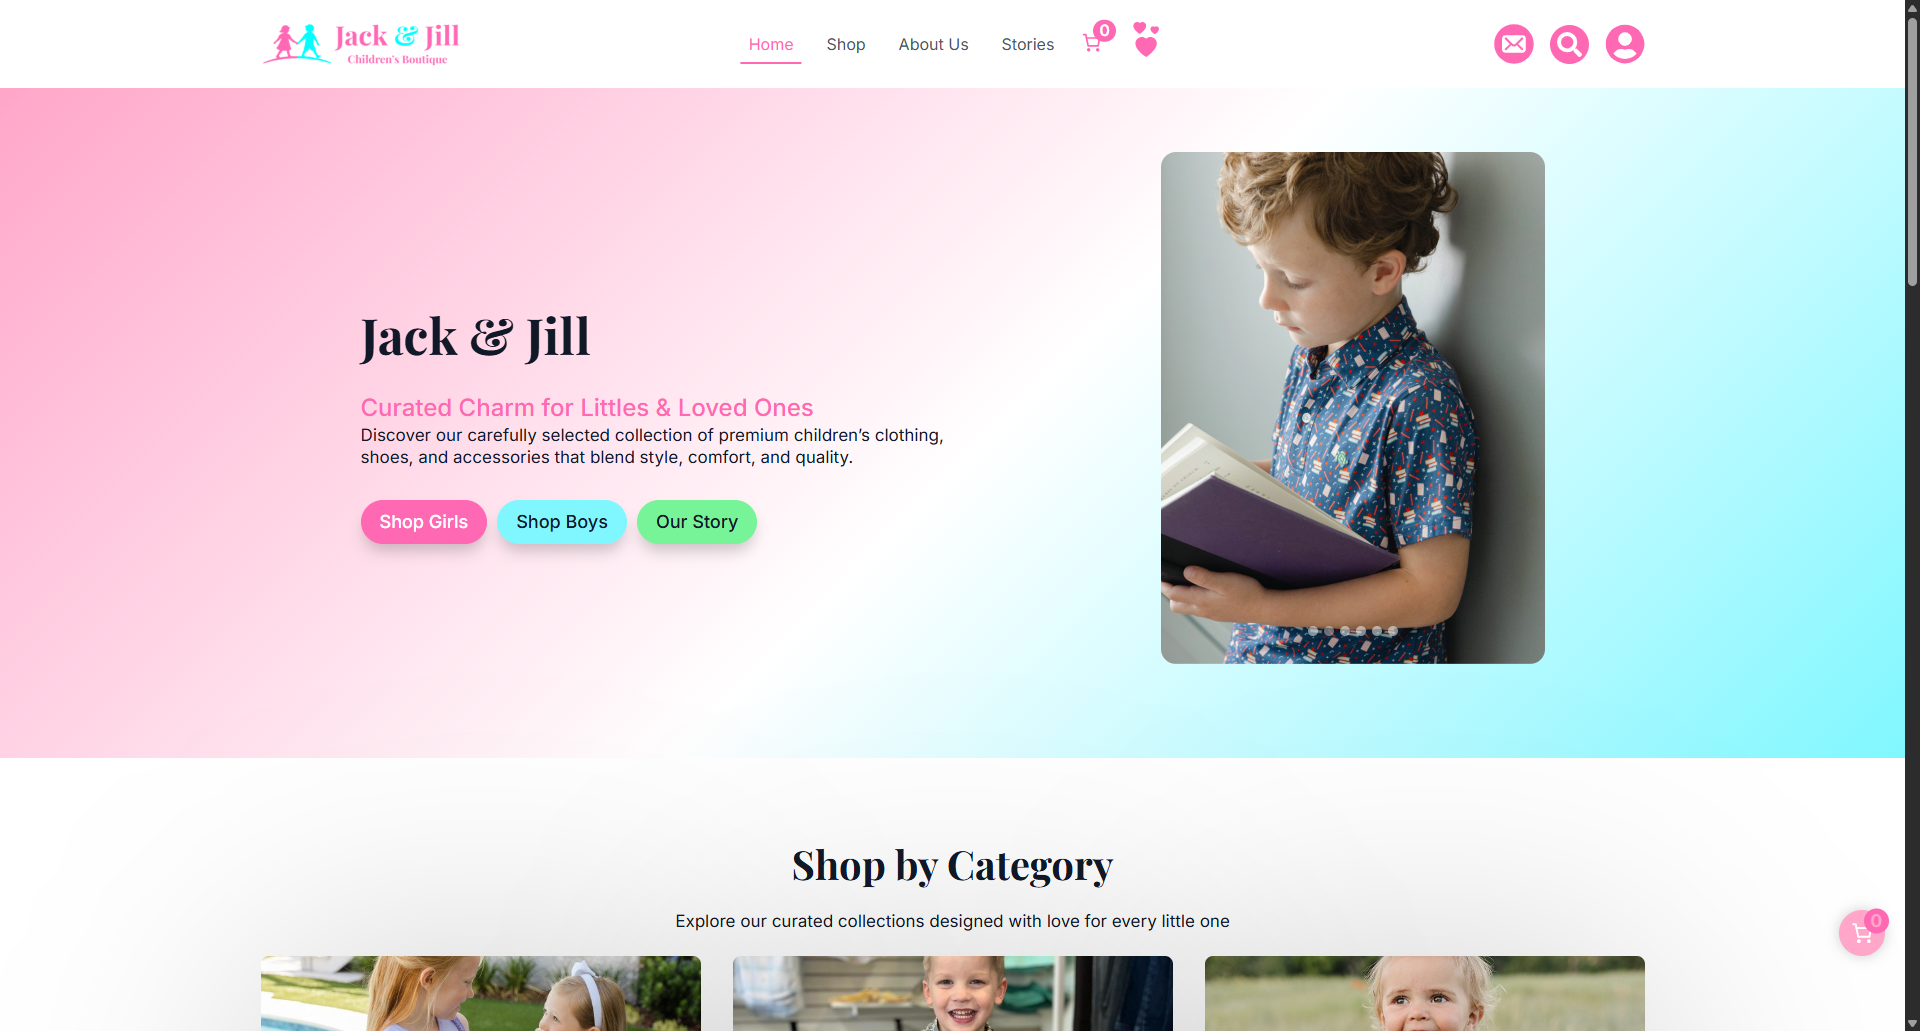 Jack & Jill
Children's Boutique
Home
Shop
About Us
Stories
0
Jack & Jill
Curated Charm for Littles & Loved Ones
Discover our carefully selected collection of premium children’s clothing,
shoes, and accessories that blend style, comfort, and quality.
Shop Girls
Shop Boys
Our Story
Shop by Category
Explore our curated collections designed with love for every little one
0